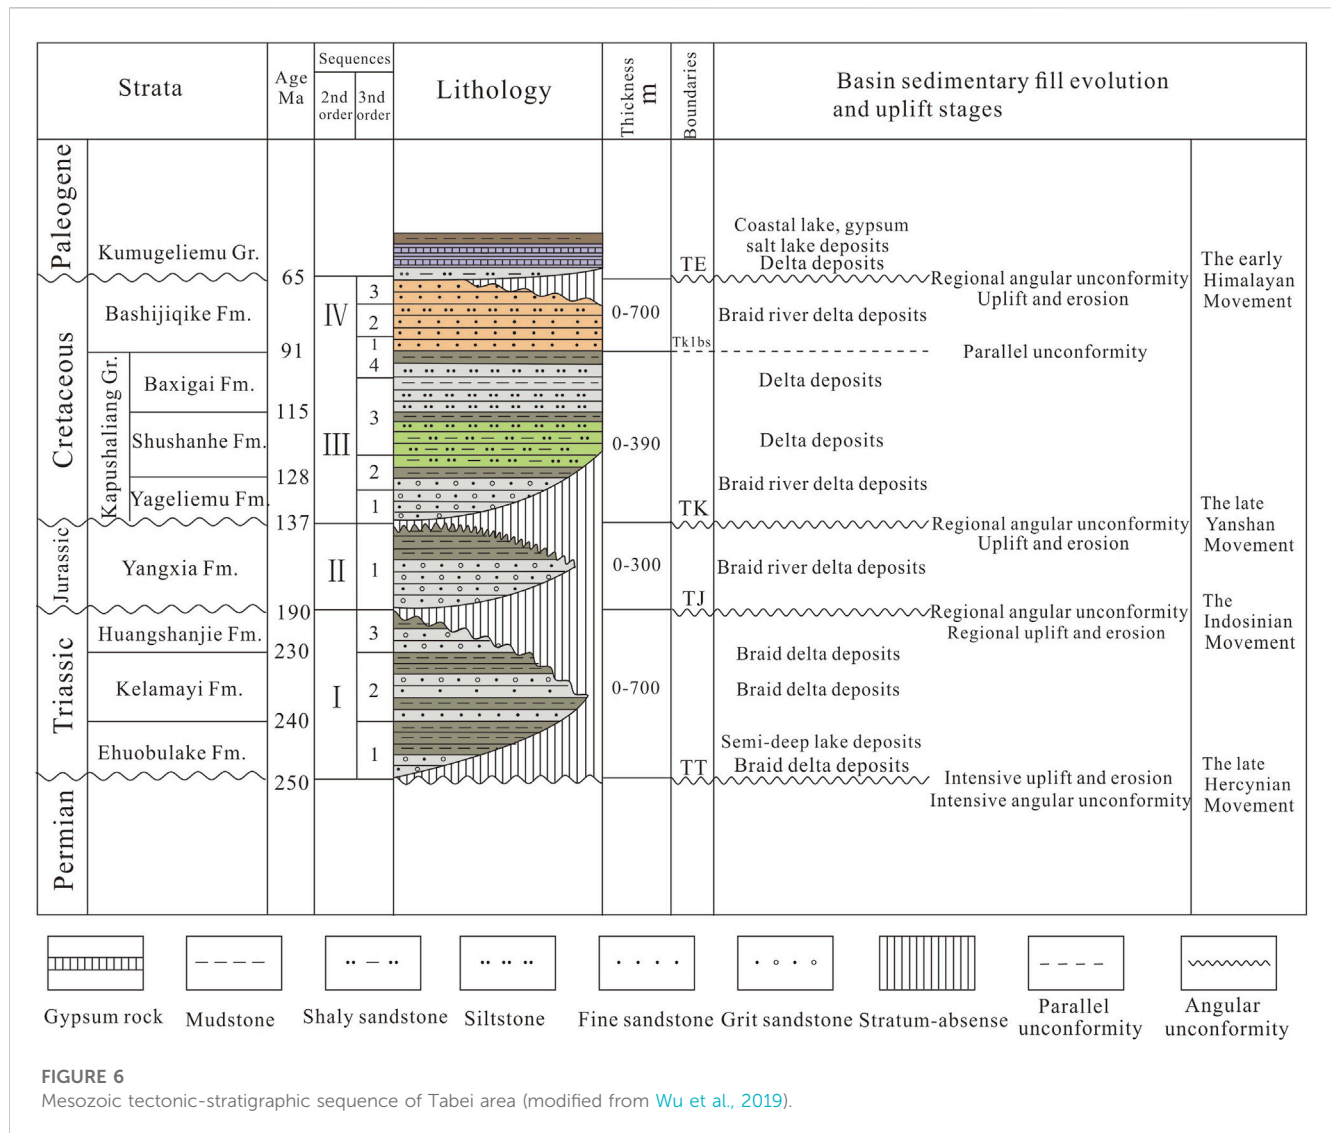 Strata
Age
Ma
Sequences
2nd
order
3nd
order
Lithology
Thickness
m
Boundaries
Basin sedimentary fill evolution
and uplift stages
Paleogene
Cretaceous
Jurassic
Triassic
Permian
Kumugeliemu Gr.
Bashijiqike Fm.
Kapushaliang Gr.
Baxigai Fm.
Shushanhe Fm.
Yageliemu Fm.
Yangxia Fm.
Huangshanjie Fm.
Kelamayi Fm.
Ehuobulake Fm.
65
91
115
128
137
190
230
240
250
IV
III
II
I
3
2
1
4
3
2
1
1
3
2
1
0-700
0-390
0-300
0-700
TE
Tk1bs
TK
TJ
TT
Coastal lake, gypsum
salt lake deposits
Delta deposits
Regional angular unconformity
Uplift and erosion
Braid river delta deposits
Parallel unconformity
Delta deposits
Delta deposits
Braid river delta deposits
Regional angular unconformity
Uplift and erosion
Braid river delta deposits
Regional angular unconformity
Regional uplift and erosion
Braid delta deposits
Braid delta deposits
Semi-deep lake deposits
Braid delta deposits
Intensive uplift and erosion
Intensive angular unconformity
The early
Himalayan
Movement
The late
Yanshan
Movement
The
Indosinian
Movement
The late
Hercynian
Movement
Gypsum rock
Mudstone
Shaly sandstone
Siltstone
Fine sandstone
Grit sandstone
Stratum-absense
Parallel
unconformity
Angular
unconformity
FIGURE 6
Mesozoic tectonic-stratigraphic sequence of Tabei area (modified from Wu et al., 2019).